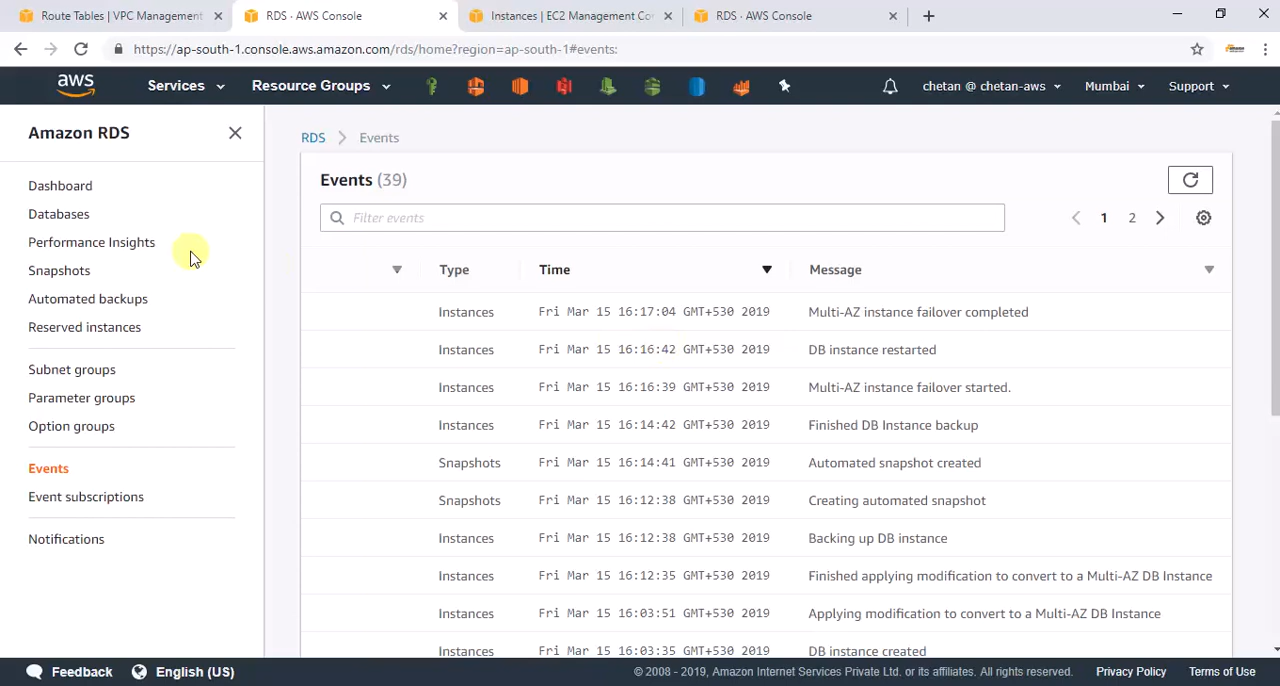 Route Tables | VPC Management
RDS · AWS Console
Instances | EC2 Management Co
RDS · AWS Console
https://ap-south-1.console.aws.amazon.com/rds/home?region=ap-south-1#events:
aws
Services
Resource Groups
chetan @ chetan-aws
Mumbai
Support
Amazon RDS
Dashboard
Databases
Performance Insights
Snapshots
Automated backups
Reserved instances
Subnet groups
Parameter groups
Option groups
Events
Event subscriptions
Notifications
RDS
Events
Events (39)
Filter events
1 2
Type Time Message
Instances Fri Mar 15 16:17:04 GMT+530 2019 Multi-AZ instance failover completed
Instances Fri Mar 15 16:16:42 GMT+530 2019 DB instance restarted
Instances Fri Mar 15 16:16:39 GMT+530 2019 Multi-AZ instance failover started.
Instances Fri Mar 15 16:14:42 GMT+530 2019 Finished DB Instance backup
Snapshots Fri Mar 15 16:14:41 GMT+530 2019 Automated snapshot created
Snapshots Fri Mar 15 16:12:38 GMT+530 2019 Creating automated snapshot
Instances Fri Mar 15 16:12:38 GMT+530 2019 Backing up DB instance
Instances Fri Mar 15 16:12:35 GMT+530 2019 Finished applying modification to convert to a Multi-AZ DB Instance
Instances Fri Mar 15 16:03:51 GMT+530 2019 Applying modification to convert to a Multi-AZ DB Instance
Instances Fri Mar 15 16:03:35 GMT+530 2019 DB instance created
Feedback
English (US)
© 2008 - 2019, Amazon Internet Services Private Ltd. or its affiliates. All rights reserved.
Privacy Policy
Terms of Use